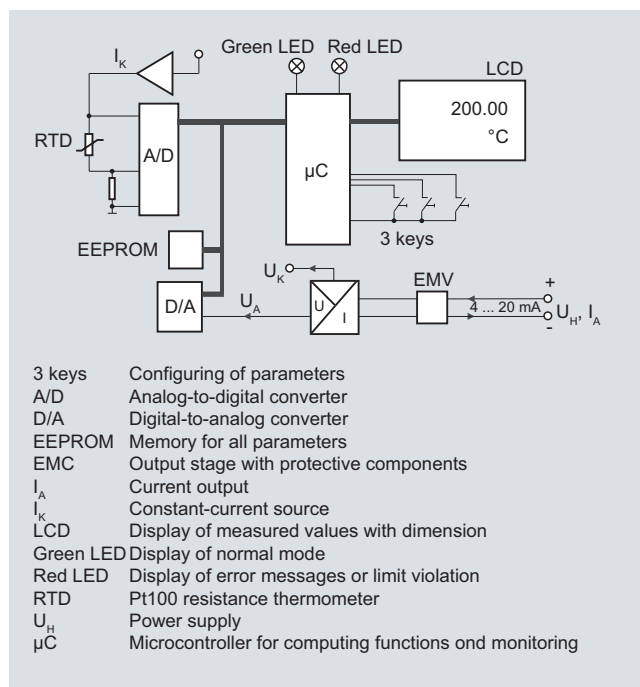 Green LED Red LED
I_K
LCD
200.00
°C
RTD
A/D
µC
3 keys
EEPROM
U_K
EMV
D/A
U_A
U
I
+
4 ... 20 mA
U_H, I_A
-
3 keys Configuring of parameters
A/D Analog-to-digital converter
D/A Digital-to-analog converter
EEPROM Memory for all parameters
EMC Output stage with protective components
I_A Current output
I_K Constant-current source
LCD Display of measured values with dimension
Green LED Display of normal mode
Red LED Display of error messages or limit violation
RTD Pt100 resistance thermometer
U_H Power supply
µC Microcontroller for computing functions ond monitoring